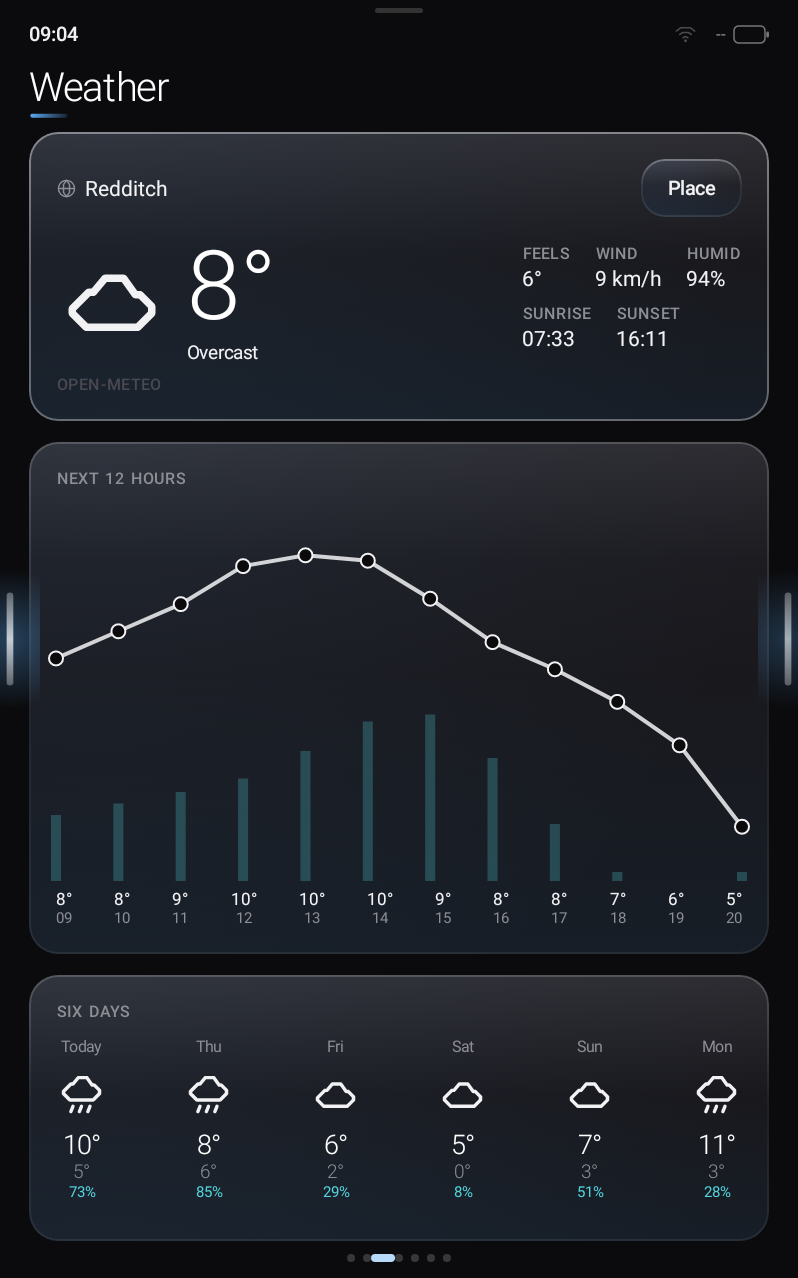 09:04 --
Weather
Redditch Place
8°
Overcast
FEELS WIND HUMID
6° 9 km/h 94%
SUNRISE SUNSET
07:33 16:11
OPEN-METEO
NEXT 12 HOURS
8° 8° 9° 10° 10° 10° 9° 8° 8° 7° 6° 5°
09 10 11 12 13 14 15 16 17 18 19 20
SIX DAYS
Today Thu Fri Sat Sun Mon
10° 8° 6° 5° 7° 11°
5° 6° 2° 0° 3° 3°
73% 85% 29% 8% 51% 28%